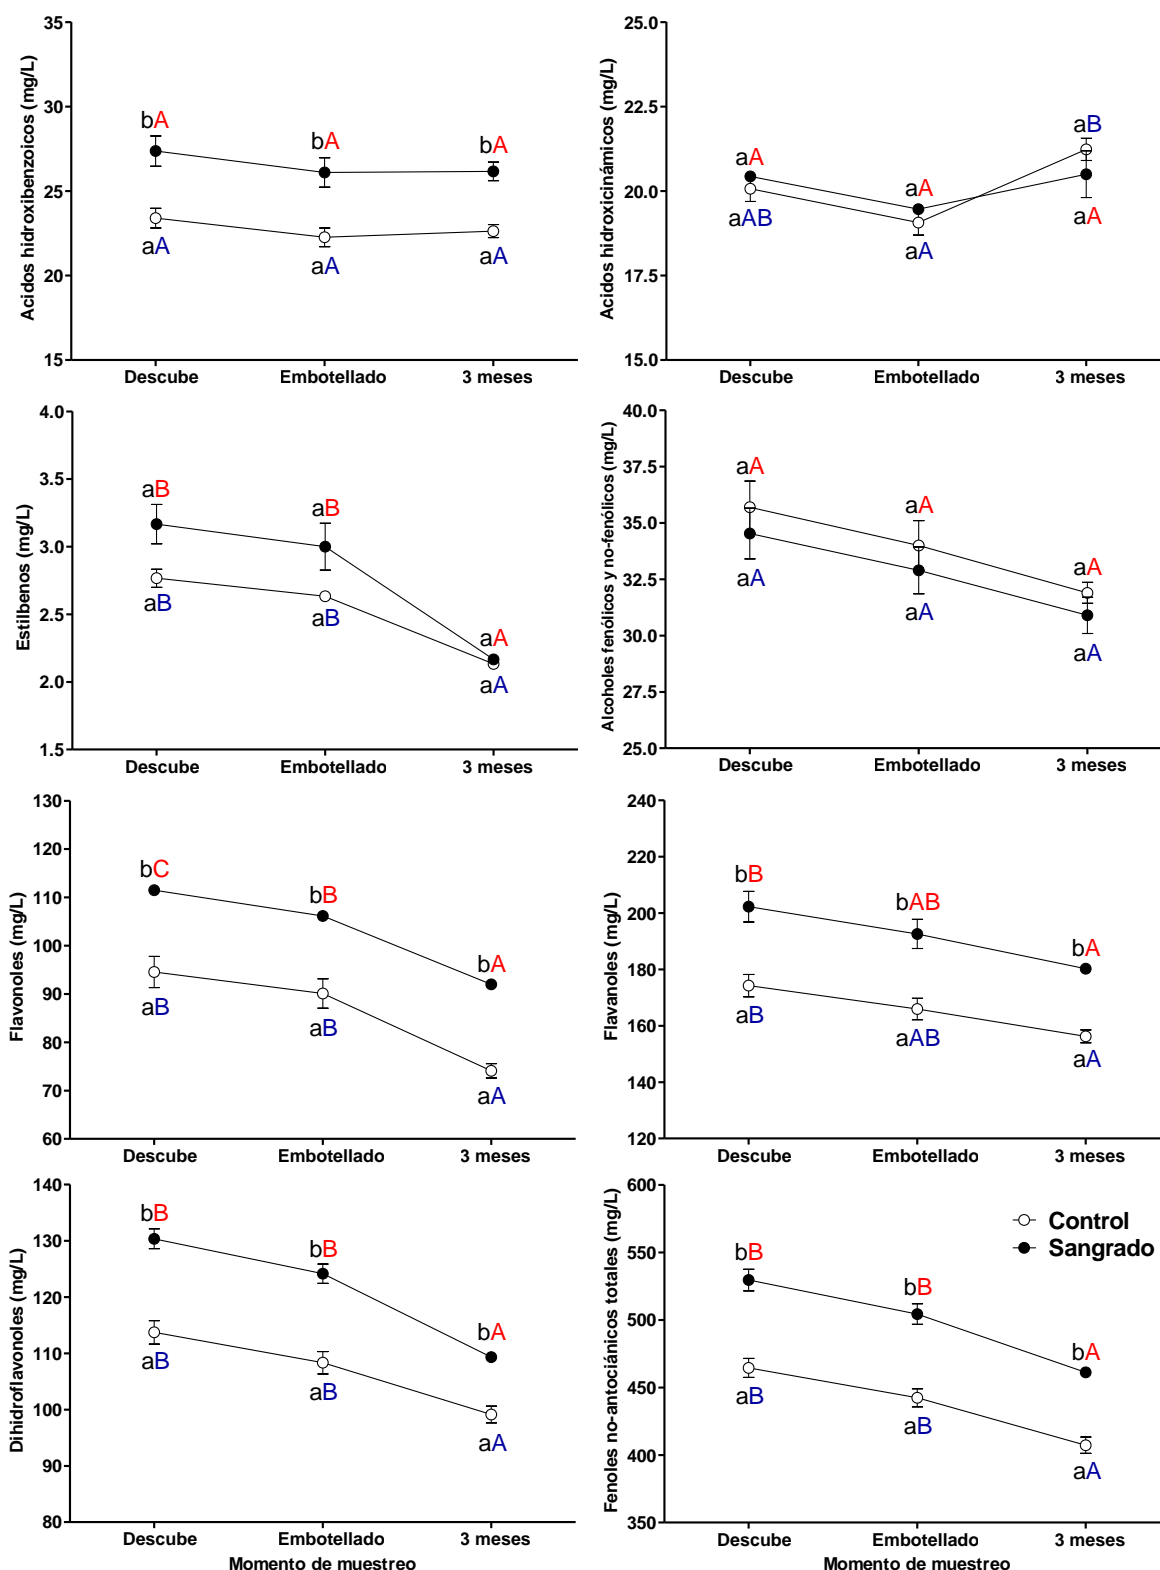 Acidos hidroxibenzoicos (mg/L)
35
30
25
20
15
bA
bA
bA
aA
aA
aA
Descube
Embotellado
3 meses
Acidos hidroxicinámicos (mg/L)
25.0
22.5
20.0
17.5
15.0
aA
aA
aB
aAB
aA
aA
Descube
Embotellado
3 meses
Estilbenos (mg/L)
4.0
3.5
3.0
2.5
2.0
1.5
aB
aB
aA
aB
aB
aA
Descube
Embotellado
3 meses
Alcoholes fenólicos y no-fenólicos (mg/L)
40.0
37.5
35.0
32.5
30.0
27.5
25.0
aA
aA
aA
aA
aA
aA
Descube
Embotellado
3 meses
Flavonoles (mg/L)
130
120
110
100
90
80
70
60
bC
bB
bA
aB
aB
aA
Descube
Embotellado
3 meses
Flavanoles (mg/L)
240
220
200
180
160
140
120
bB
bAB
bA
aB
aAB
aA
Descube
Embotellado
3 meses
Dihidroflavonoles (mg/L)
140
130
120
110
100
90
80
bB
bB
bA
aB
aB
aA
Descube
Embotellado
3 meses
Momento de muestreo
Fenoles no-antociánicos totales (mg/L)
600
550
500
450
400
350
Control
Sangrado
bB
bB
bA
aB
aB
aA
Descube
Embotellado
3 meses
Momento de muestreo